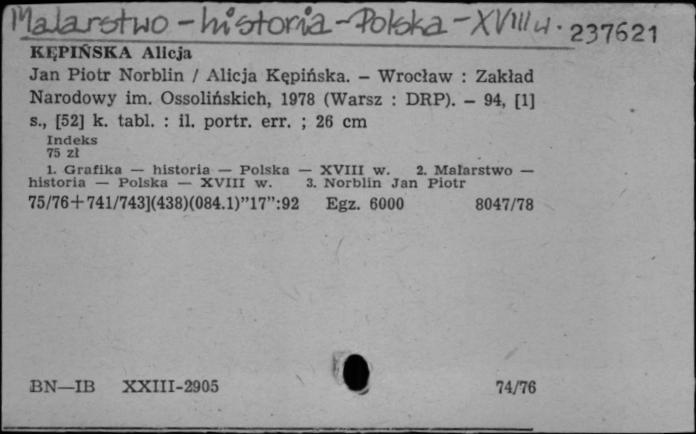 Malarstwo – historia – Polska – XVIII w. 237621
KĘPIŃSKA Alicja
Jan Piotr Norblin / Alicja Kępińska. – Wrocław : Zakład
Narodowy im. Ossolińskich, 1978 (Warsz : DRP). – 94, [1]
s., [52] k. tabl. : il. portr. err. ; 26 cm
Indeks
75 zł
1. Grafika — historia — Polska — XVIII w. 2. Malarstwo —
historia — Polska — XVIII w. 3. Norblin Jan Piotr
75/76+741/743](438)(084.1)”17”:92 Egz. 6000 8047/78
BN—IB XXIII-2905 74/76